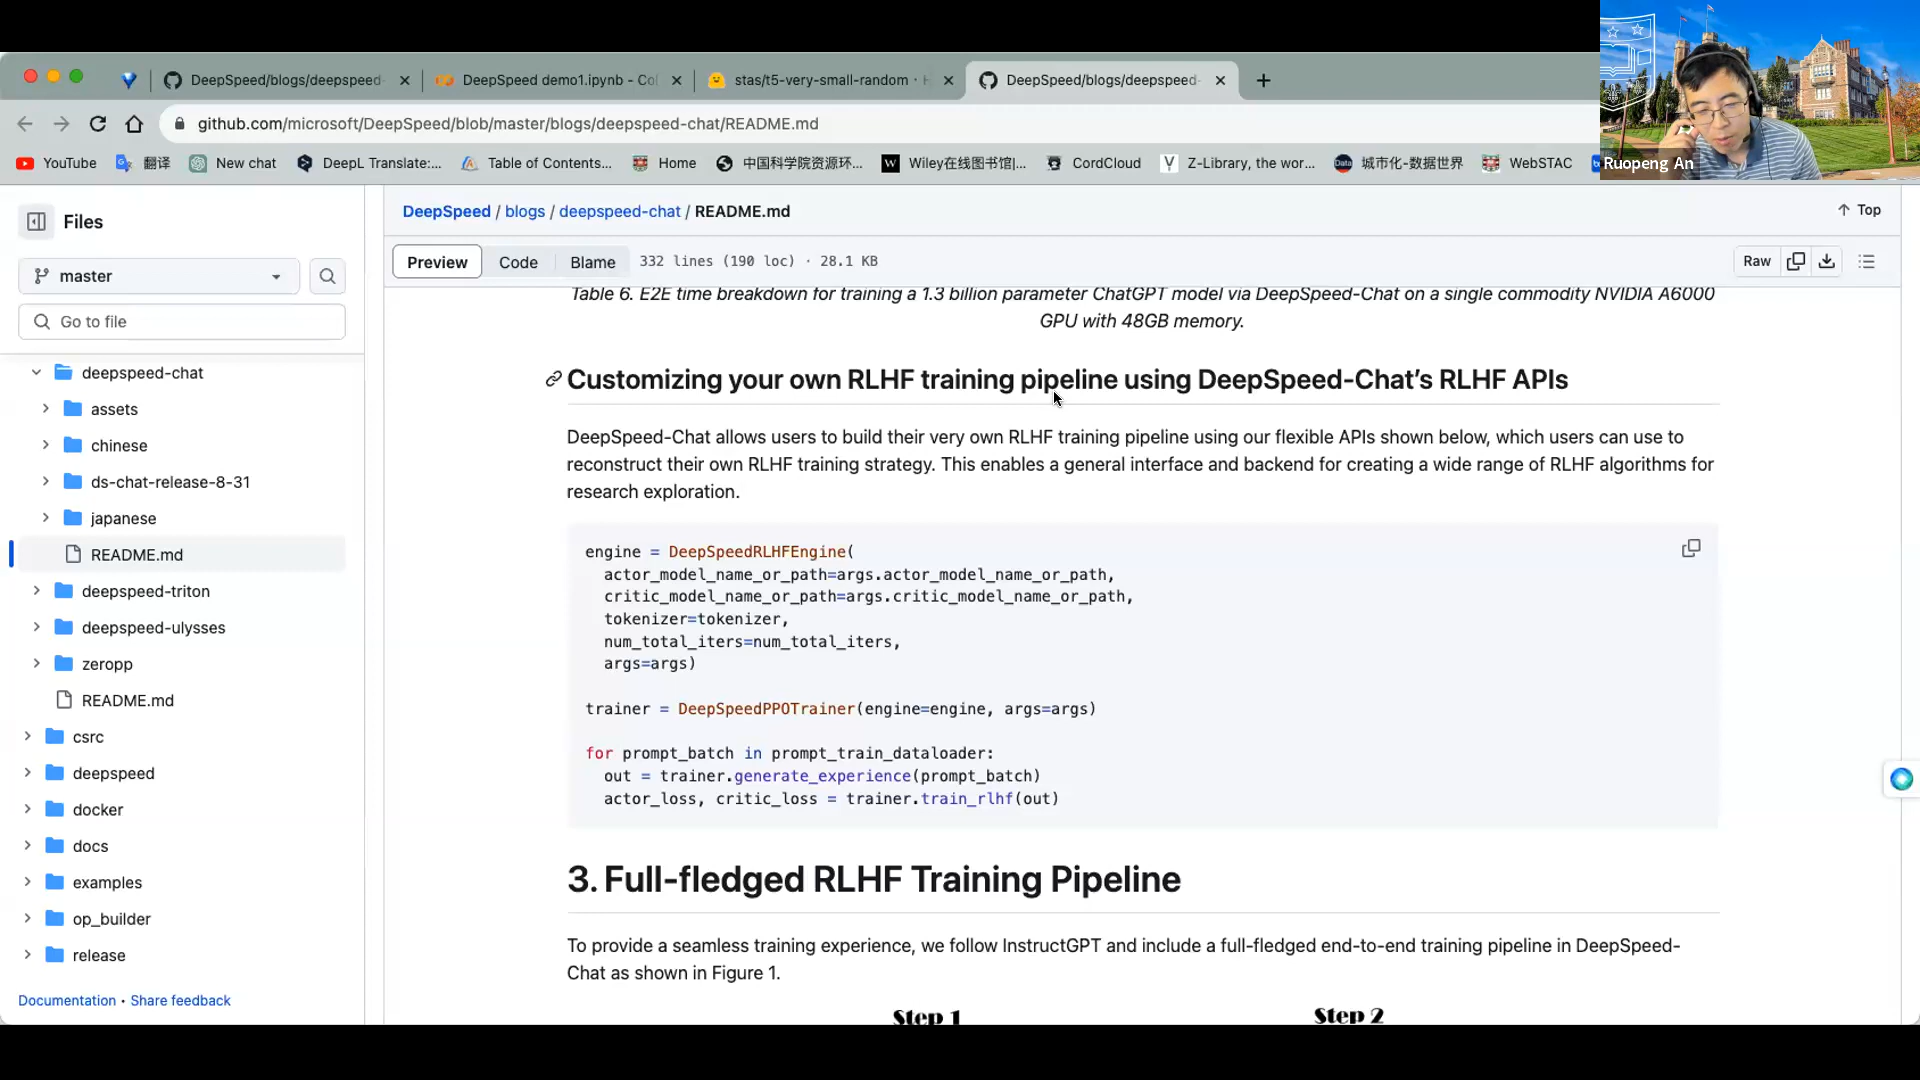 DeepSpeed/blogs/deepspeed-
DeepSpeed demo1.ipynb - Co
stas/t5-very-small-random · H
DeepSpeed/blogs/deepspeed-
github.com/microsoft/DeepSpeed/blob/master/blogs/deepspeed-chat/README.md
YouTube
翻译
New chat
DeepL Translate:...
Table of Contents...
Home
中国科学院资源环...
Wiley在线图书馆|...
CordCloud
Z-Library, the wor...
城市化-数据世界
WebSTAC
Ruopeng An
Files
master
Go to file
deepspeed-chat
assets
chinese
ds-chat-release-8-31
japanese
README.md
deepspeed-triton
deepspeed-ulysses
zeropp
README.md
csrc
deepspeed
docker
docs
examples
op_builder
release
Documentation • Share feedback
DeepSpeed / blogs / deepspeed-chat / README.md
Top
Preview
Code
Blame
332 lines (190 loc) · 28.1 KB
Raw
Table 6. E2E time breakdown for training a 1.3 billion parameter ChatGPT model via DeepSpeed-Chat on a single commodity NVIDIA A6000
GPU with 48GB memory.
Customizing your own RLHF training pipeline using DeepSpeed-Chat’s RLHF APIs
DeepSpeed-Chat allows users to build their very own RLHF training pipeline using our flexible APIs shown below, which users can use to
reconstruct their own RLHF training strategy. This enables a general interface and backend for creating a wide range of RLHF algorithms for
research exploration.
engine = DeepSpeedRLHFEngine(
actor_model_name_or_path=args.actor_model_name_or_path,
critic_model_name_or_path=args.critic_model_name_or_path,
tokenizer=tokenizer,
num_total_iters=num_total_iters,
args=args)
trainer = DeepSpeedPPOTrainer(engine=engine, args=args)
for prompt_batch in prompt_train_dataloader:
out = trainer.generate_experience(prompt_batch)
actor_loss, critic_loss = trainer.train_rlhf(out)
3. Full-fledged RLHF Training Pipeline
To provide a seamless training experience, we follow InstructGPT and include a full-fledged end-to-end training pipeline in DeepSpeed-
Chat as shown in Figure 1.
Step 1
Step 2